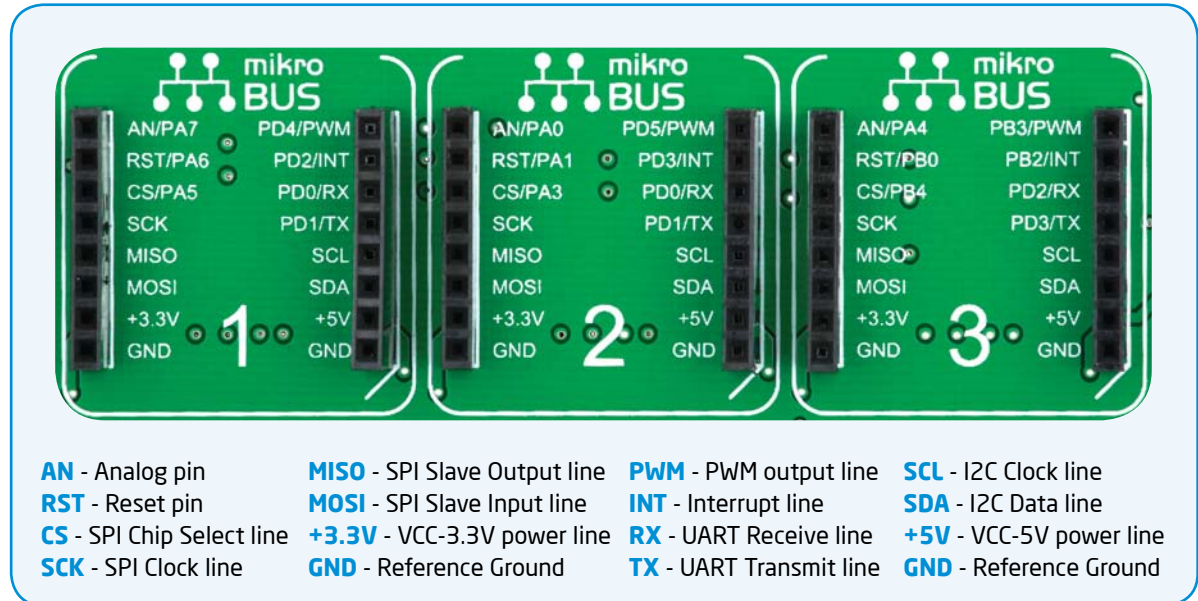 mikro
BUS
AN/PA7 PD4/PWM
RST/PA6 PD2/INT
CS/PA5 PD0/RX
SCK PD1/TX
MISO SCL
MOSI SDA
+3.3V +5V
GND 1 GND
mikro
BUS
AN/PA0 PD5/PWM
RST/PA1 PD3/INT
CS/PA3 PD0/RX
SCK PD1/TX
MISO SCL
MOSI SDA
+3.3V +5V
GND 2 GND
mikro
BUS
AN/PA4 PB3/PWM
RST/PB0 PB2/INT
CS/PB4 PD2/RX
SCK PD3/TX
MISO SCL
MOSI SDA
+3.3V +5V
GND 3 GND
AN - Analog pin
RST - Reset pin
CS - SPI Chip Select line
SCK - SPI Clock line
MISO - SPI Slave Output line
MOSI - SPI Slave Input line
+3.3V - VCC-3.3V power line
GND - Reference Ground
PWM - PWM output line
INT - Interrupt line
RX - UART Receive line
TX - UART Transmit line
SCL - I2C Clock line
SDA - I2C Data line
+5V - VCC-5V power line
GND - Reference Ground